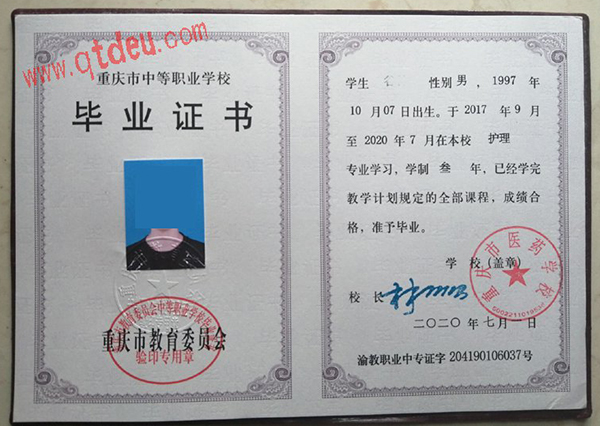 www.qtdeu.com
重庆市中等职业学校
毕业证书
重庆市教育委员会
验印专用章
学生 性别 男 ，1997 年
10 月 07 日出生。于 2017 年 9 月
至 2020 年 7 月在本校 护理
专业学习，学制 叁 年，已经学完
教学计划规定的全部课程，成绩合
格，准予毕业。
学 校(盖章)
重庆市医药学校
校 长
二〇二〇 年 七 月 一 日
渝教职业中专证字 204190106037号